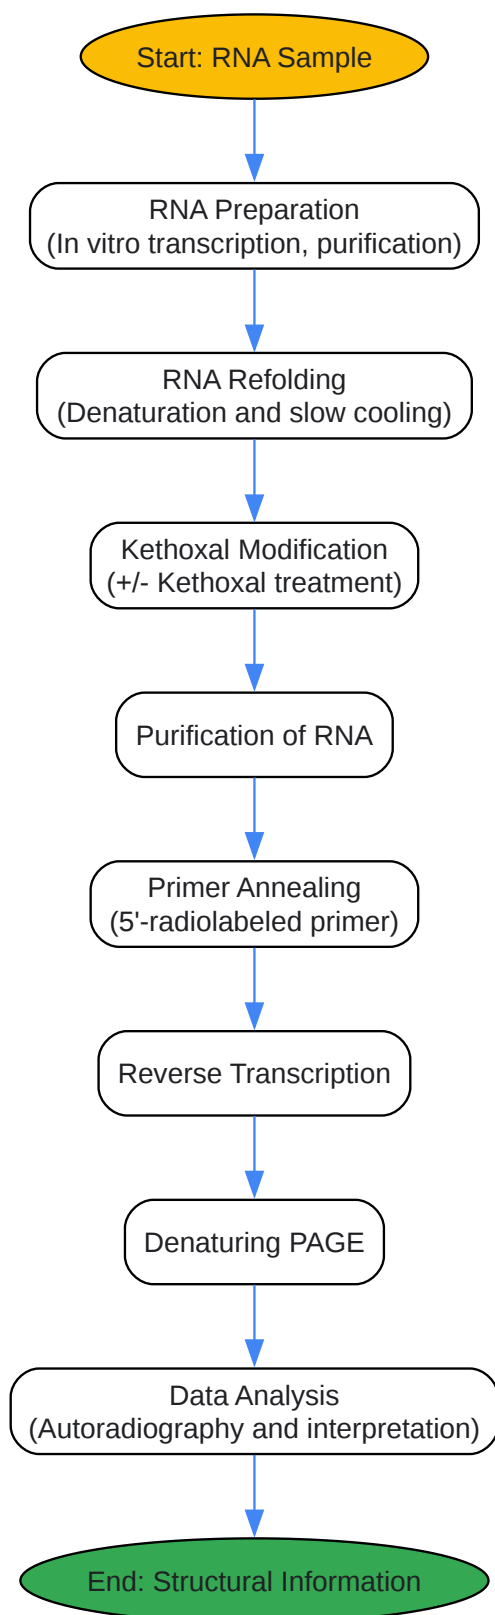 Start: RNA Sample
RNA Preparation
(In vitro transcription, purification)
RNA Refolding
(Denaturation and slow cooling)
Kethoxal Modification
(+/- Kethoxal treatment)
Purification of RNA
Primer Annealing
(5'-radiolabeled primer)
Reverse Transcription
Denaturing PAGE
Data Analysis
(Autoradiography and interpretation)
End: Structural Information